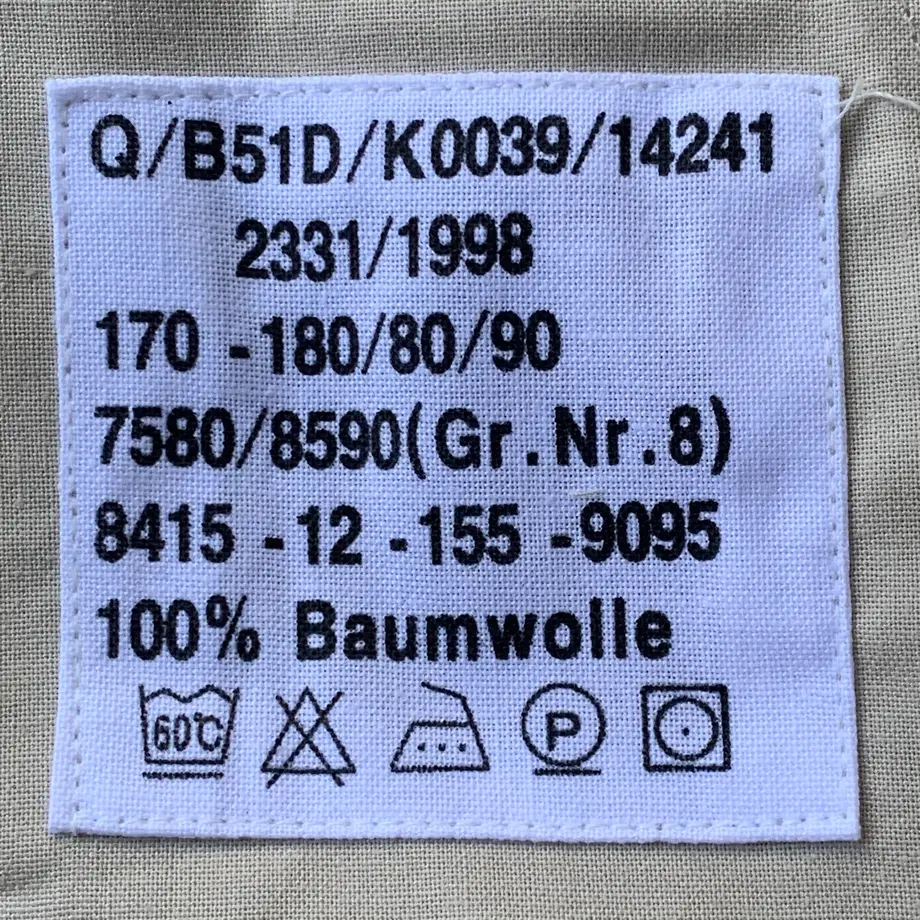 Q/B51D/K0039/14241
2331/1998
170 -180/80/90
7580/8590(Gr.Nr.8)
8415 -12 -155 -9095
100% Baumwolle
60℃ P